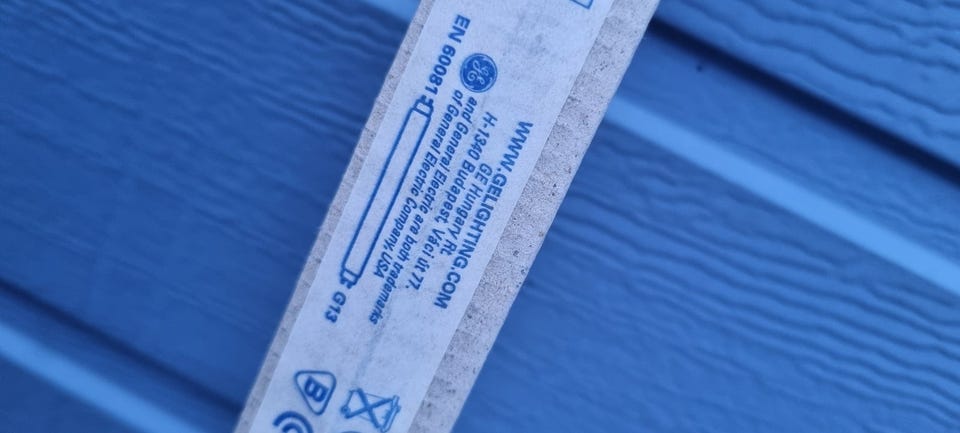 WWW.GELIGHTING.COM
GE Hungary Rt.
H-1340 Budapest, Váci út 77.
GE and General Electric are both trademarks
of General Electric Company, USA
EN 60081
G13
B